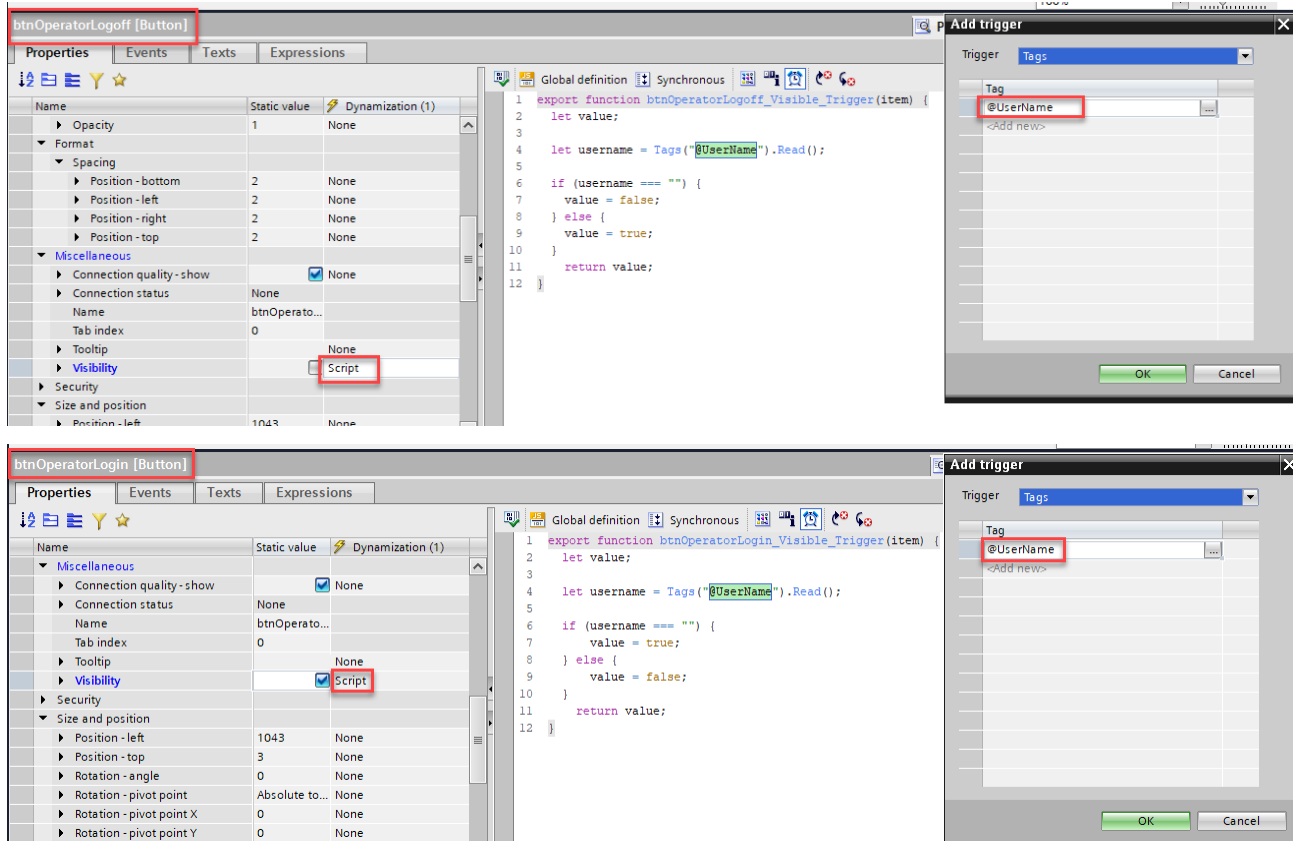 100%
btnOperatorLogoff [Button]
P
Add trigger
Properties Events Texts Expressions
Trigger Tags
Global definition Synchronous
Name Static value Dynamization (1)
Tag
@UserName ...
<Add new>
Opacity 1 None
Format
Spacing
Position - bottom 2 None
Position - left 2 None
Position - right 2 None
Position - top 2 None
Miscellaneous
Connection quality - show None
Connection status None
Name btnOperato...
Tab index 0
Tooltip None
Visibility Script
Security
Size and position
Position - left 1043 None
1 export function btnOperatorLogoff_Visible_Trigger(item) {
2 let value;
3
4 let username = Tags("@UserName").Read();
5
6 if (username === "") {
7 value = false;
8 } else {
9 value = true;
10 }
11 return value;
12 }
OK Cancel
btnOperatorLogin [Button]
Add trigger
Properties Events Texts Expressions
Trigger Tags
Global definition Synchronous
Name Static value Dynamization (1)
Tag
@UserName ...
<Add new>
Miscellaneous
Connection quality - show None
Connection status None
Name btnOperato...
Tab index 0
Tooltip None
Visibility Script
Security
Size and position
Position - left 1043 None
Position - top 3 None
Rotation - angle 0 None
Rotation - pivot point Absolute to... None
Rotation - pivot point X 0 None
Rotation - pivot point Y 0 None
1 export function btnOperatorLogin_Visible_Trigger(item) {
2 let value;
3
4 let username = Tags("@UserName").Read();
5
6 if (username === "") {
7 value = true;
8 } else {
9 value = false;
10 }
11 return value;
12 }
OK Cancel